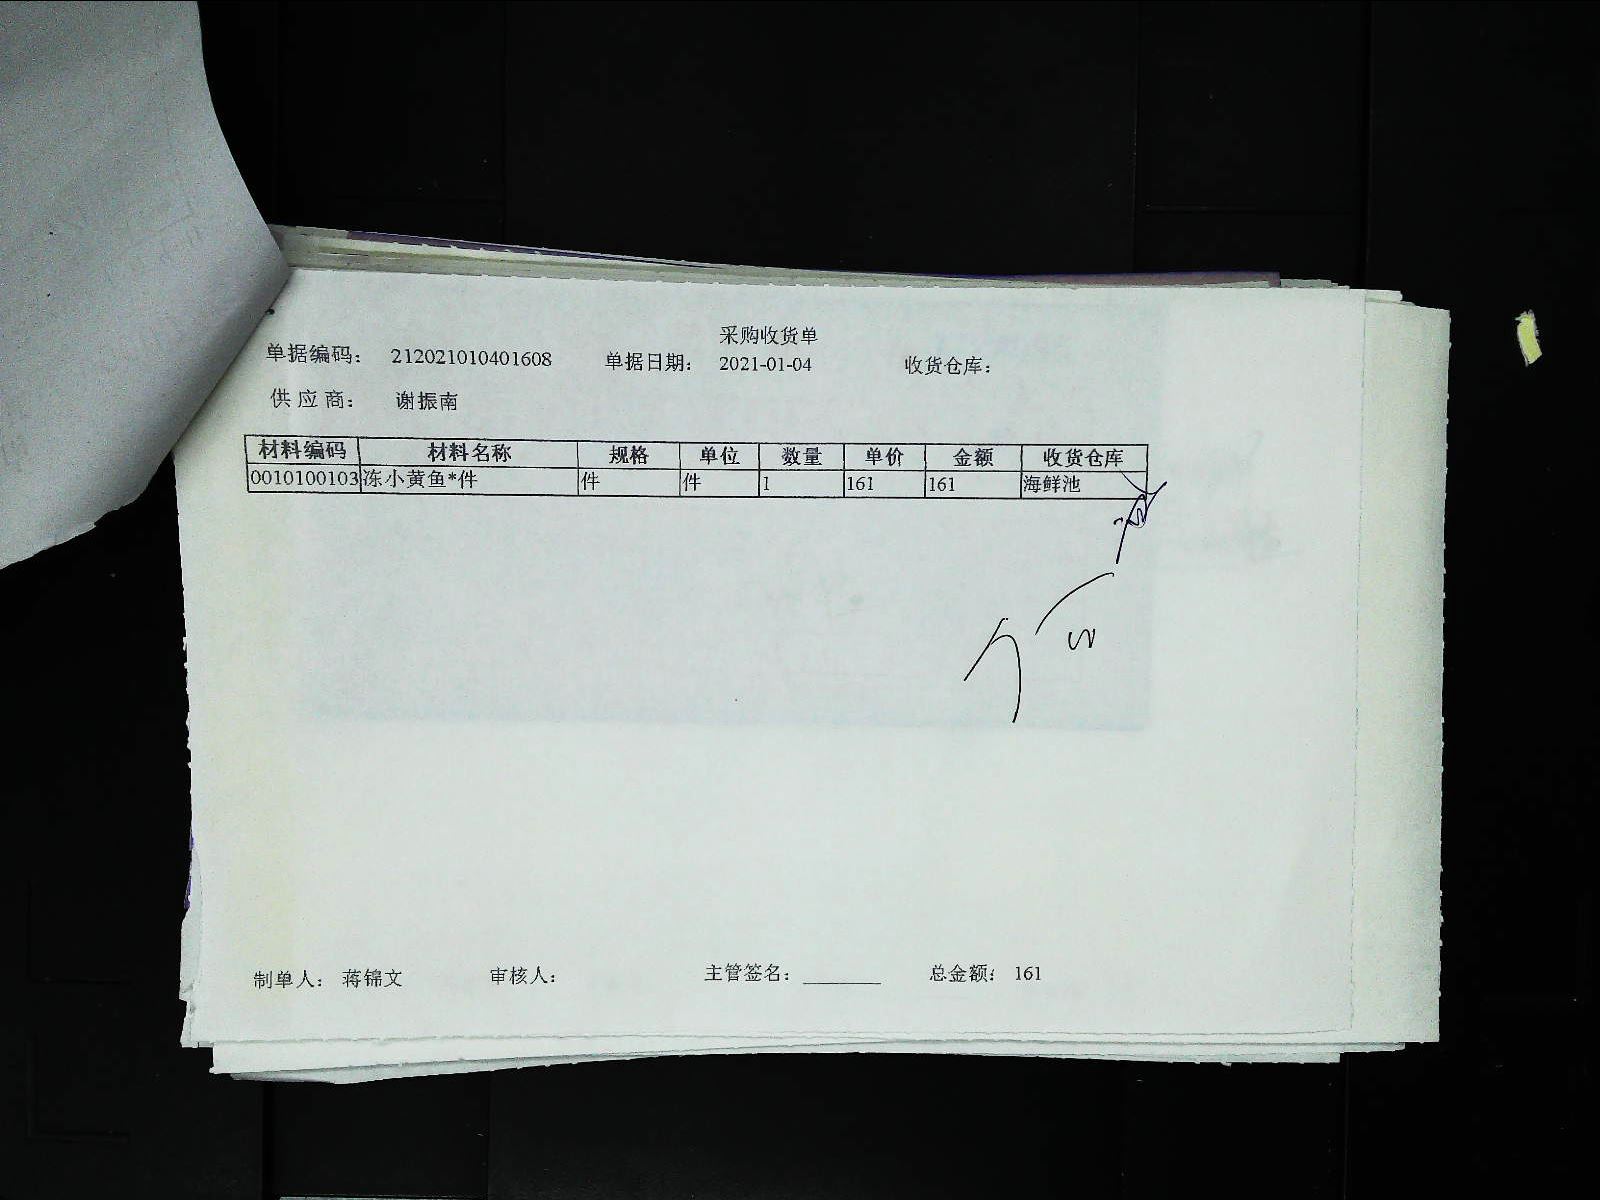 采购收货单
单据编码： 212021010401608 单据日期： 2021-01-04 收货仓库：
供应商： 谢振南
材料编码 材料名称 规格 单位 数量 单价 金额 收货仓库
0010100103 冻小黄鱼*件 件 件 1 161 161 海鲜池
制单人： 蒋锦文 审核人： 主管签名： ________ 总金额： 161